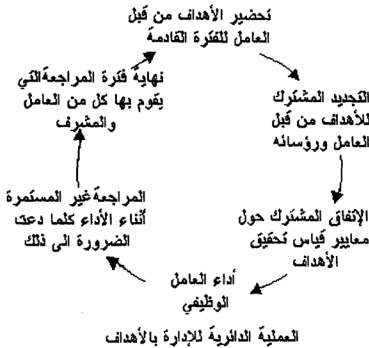 تحضير الأهداف من قبل
العامل للفترة القادمة
التجديد المشترك
للأهداف من قبل
العامل ورؤسائه
الإتفاق المشترك حول
معايير قياس تحقيق
الأهداف
أداء العامل
الوظيفي
المراجعة غير المستمرة
أثناء الأداء كلما دعت
الضرورة الى ذلك
نهاية فترة المراجعة التي
يقوم بها كل من العامل
والمشرف
العملية الدائرية للإدارة بالأهداف